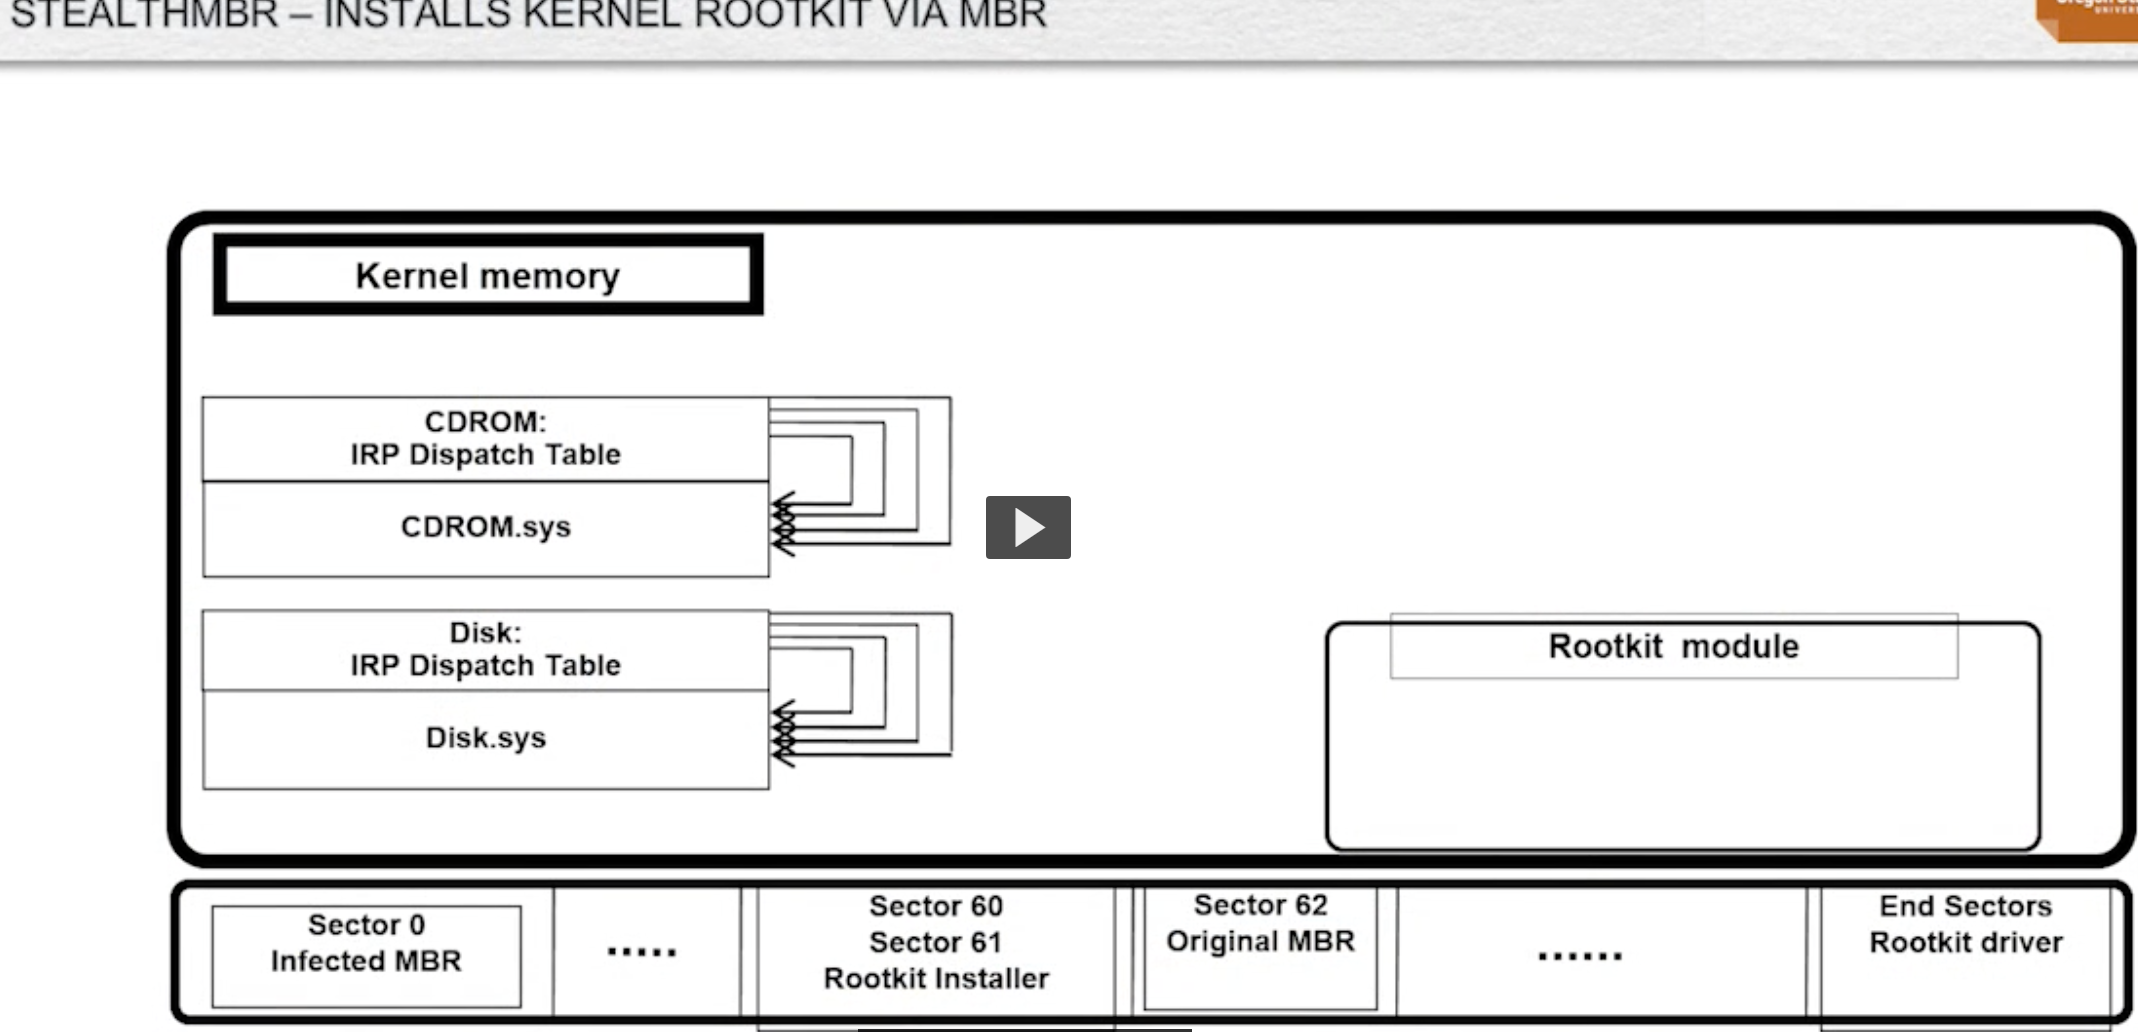 STEALTHMBR – INSTALLS KERNEL ROOTKIT VIA MBR
Kernel memory
CDROM:
IRP Dispatch Table
CDROM.sys
Disk:
IRP Dispatch Table
Disk.sys
Rootkit module
Sector 0
Infected MBR
.....
Sector 60
Sector 61
Rootkit Installer
Sector 62
Original MBR
......
End Sectors
Rootkit driver